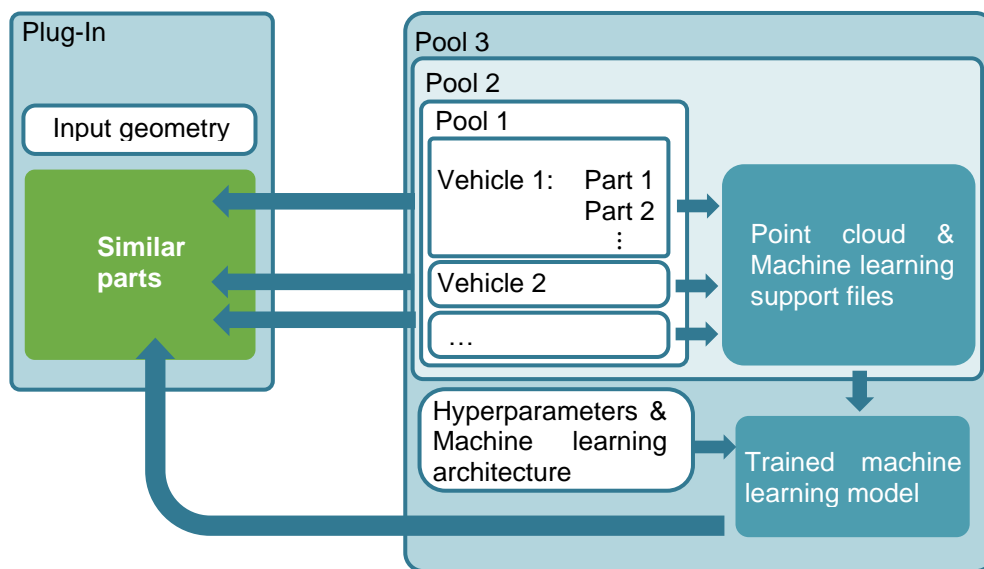 Plug-In
Input geometry
Similar
parts
Pool 3
Pool 2
Pool 1
Vehicle 1: Part 1
Part 2
⋮
Vehicle 2
…
Point cloud &
Machine learning
support files
Hyperparameters &
Machine learning
architecture
Trained machine
learning model